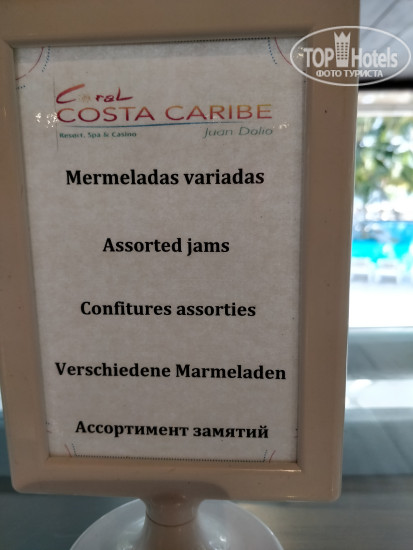 TOP Hotels
ФОТО ТУРИСТА
Coral
COSTA CARIBE
Resort, Spa & Casino Juan Dolio
Mermeladas variadas
Assorted jams
Confitures assorties
Verschiedene Marmeladen
Ассортимент замятий